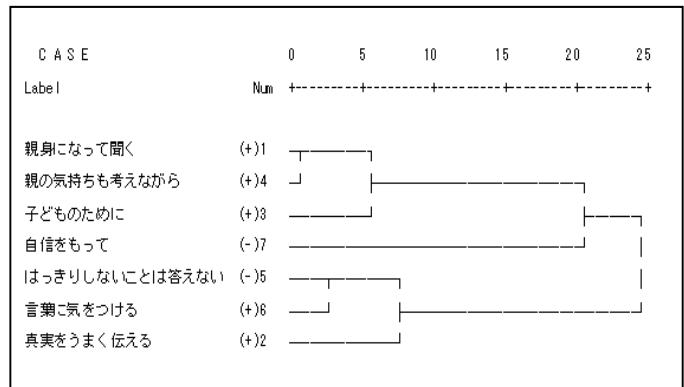 C A S E 0 5 10 15 20 25
Label Num +---------+---------+---------+---------+---------+
親身になって聞く (+)1
親の気持ちも考えながら (+)4
子どものために (+)3
自信をもって (-)7
はっきりしないことは答えない (-)5
言葉に気をつける (+)6
真実をうまく伝える (+)2